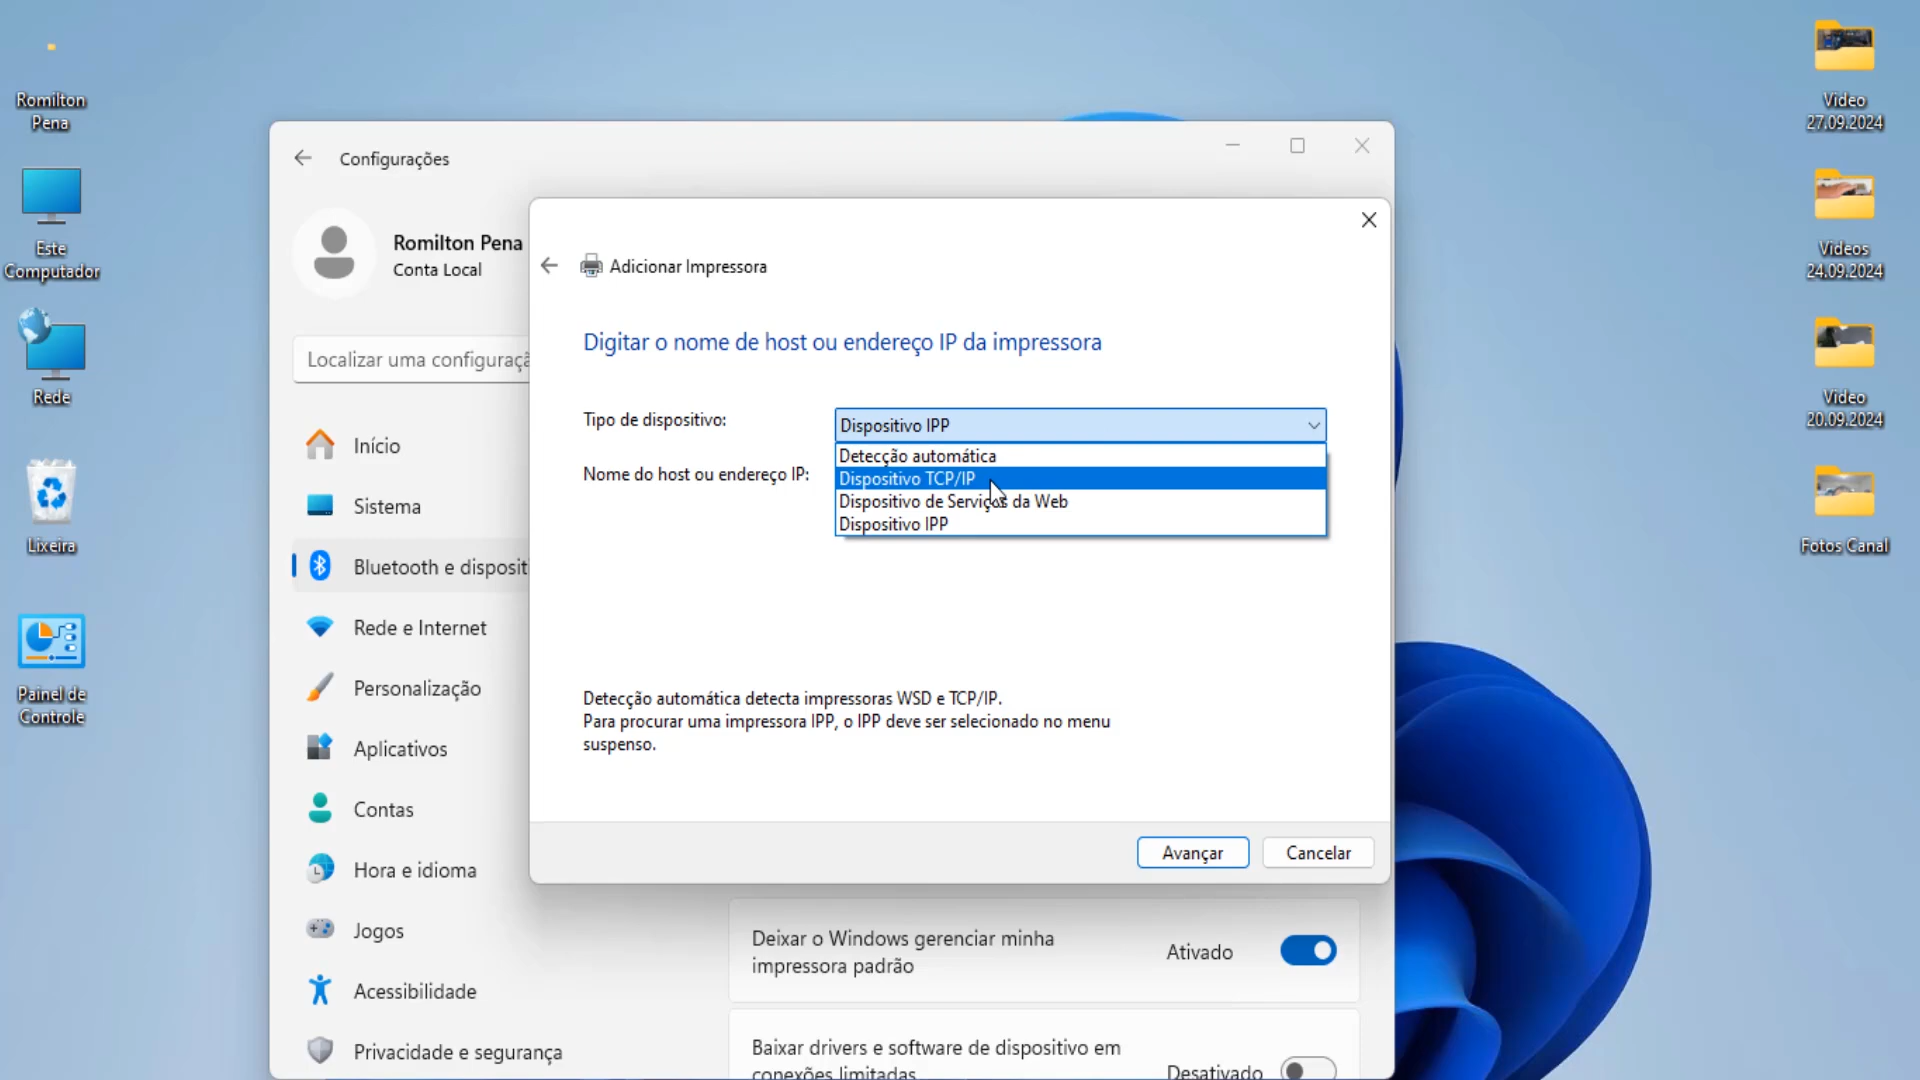 Romilton
Pena
Este
Computador
Rede
Lixeira
Painel de
Controle
Configurações
Romilton Pena
Conta Local
Localizar uma configuraçã
Início
Sistema
Bluetooth e dispositi
Rede e Internet
Personalização
Aplicativos
Contas
Hora e idioma
Jogos
Acessibilidade
Privacidade e segurança
Adicionar Impressora
Digitar o nome de host ou endereço IP da impressora
Tipo de dispositivo:
Dispositivo IPP
Detecção automática
Dispositivo TCP/IP
Nome do host ou endereço IP:
Dispositivo de Serviços da Web
Dispositivo IPP
Detecção automática detecta impressoras WSD e TCP/IP.
Para procurar uma impressora IPP, o IPP deve ser selecionado no menu
suspenso.
Avançar
Cancelar
Deixar o Windows gerenciar minha
impressora padrão
Ativado
Baixar drivers e software de dispositivo em
conexões limitadas
Desativado
Video
27.09.2024
Videos
24.09.2024
Video
20.09.2024
Fotos Canal